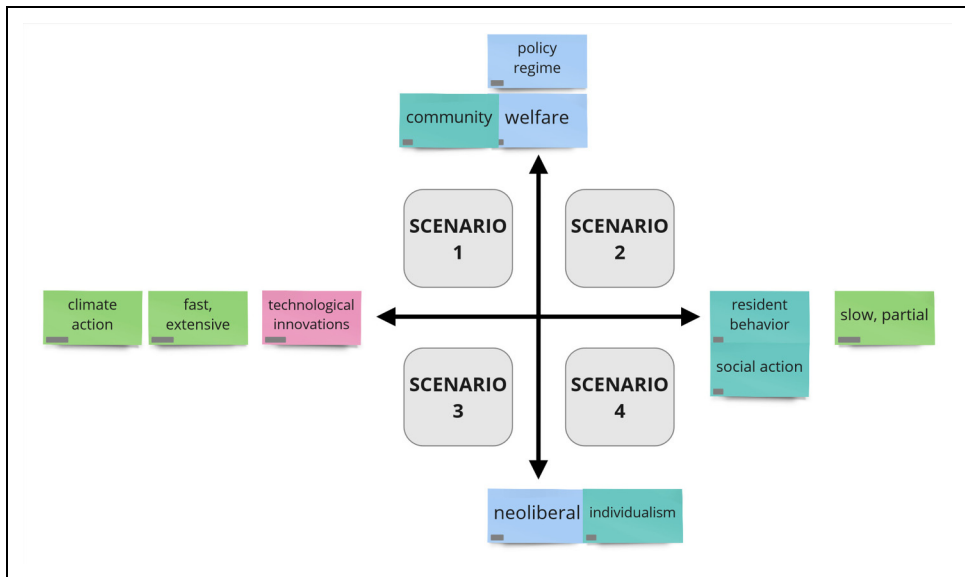 policy
regime
community
welfare
SCENARIO
1
SCENARIO
2
climate
action
fast,
extensive
technological
innovations
resident
behavior
slow, partial
social action
SCENARIO
3
SCENARIO
4
neoliberal
individualism